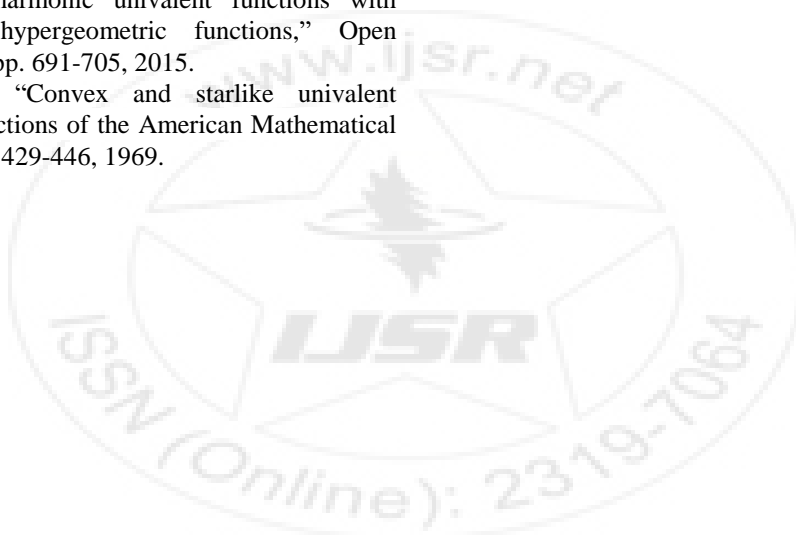 harmonic univalent functions with
hypergeometric functions,” Open
pp. 691-705, 2015.
“Convex and starlike univalent
ctions of the American Mathematical
429-446, 1969.
www.ijsr.net
IJSR
ISSN (Online): 2319-7064